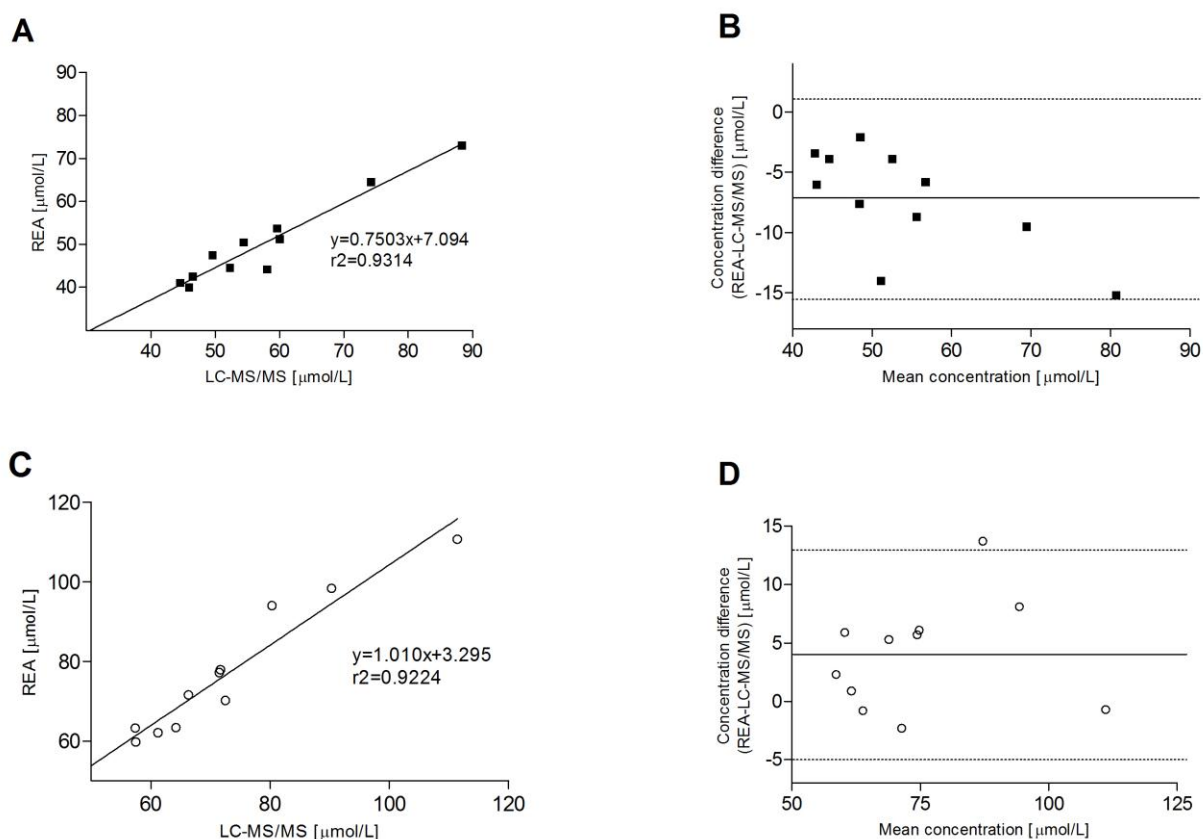 A
90
80
70
60
50
40
REA [μmol/L]
y=0.7503x+7.094
r2=0.9314
40 50 60 70 80 90
LC-MS/MS [μmol/L]
B
0
-5
-10
-15
Concentration difference
(REA-LC-MS/MS) [μmol/L]
40 50 60 70 80 90
Mean concentration [μmol/L]
C
120
100
80
60
REA [μmol/L]
y=1.010x+3.295
r2=0.9224
60 80 100 120
LC-MS/MS [μmol/L]
D
15
10
5
0
-5
Concentration difference
(REA-LC-MS/MS) [μmol/L]
50 75 100 125
Mean concentration [μmol/L]